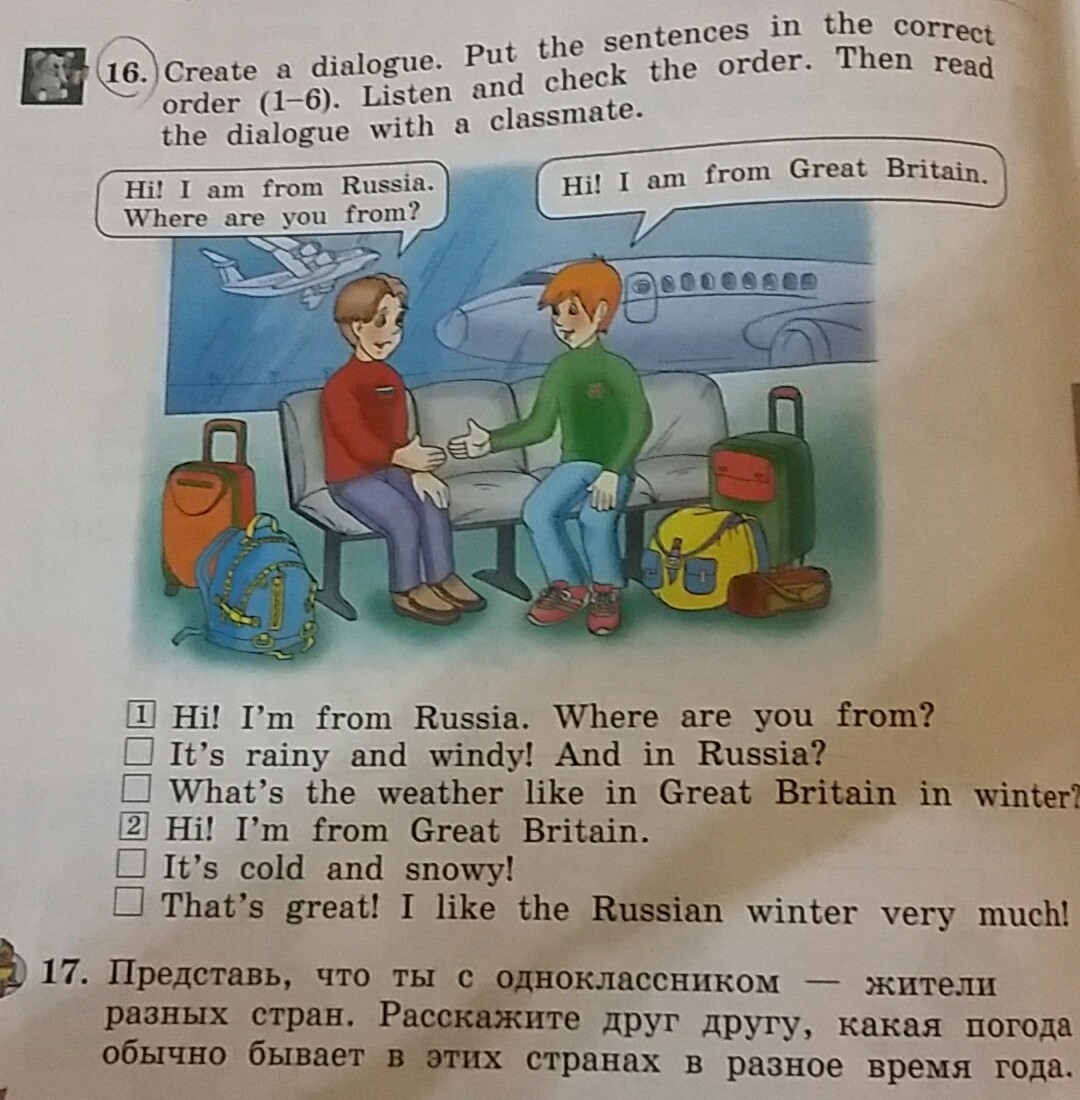 16. Create a dialogue. Put the sentences in the correct
order (1–6). Listen and check the order. Then read
the dialogue with a classmate.
Hi! I am from Russia.
Where are you from?
Hi! I am from Great Britain.
1 Hi! I'm from Russia. Where are you from?
It's rainy and windy! And in Russia?
What's the weather like in Great Britain in winter?
2 Hi! I'm from Great Britain.
It's cold and snowy!
That's great! I like the Russian winter very much!
17. Представь, что ты с одноклассником — жители
разных стран. Расскажите друг другу, какая погода
обычно бывает в этих странах в разное время года.